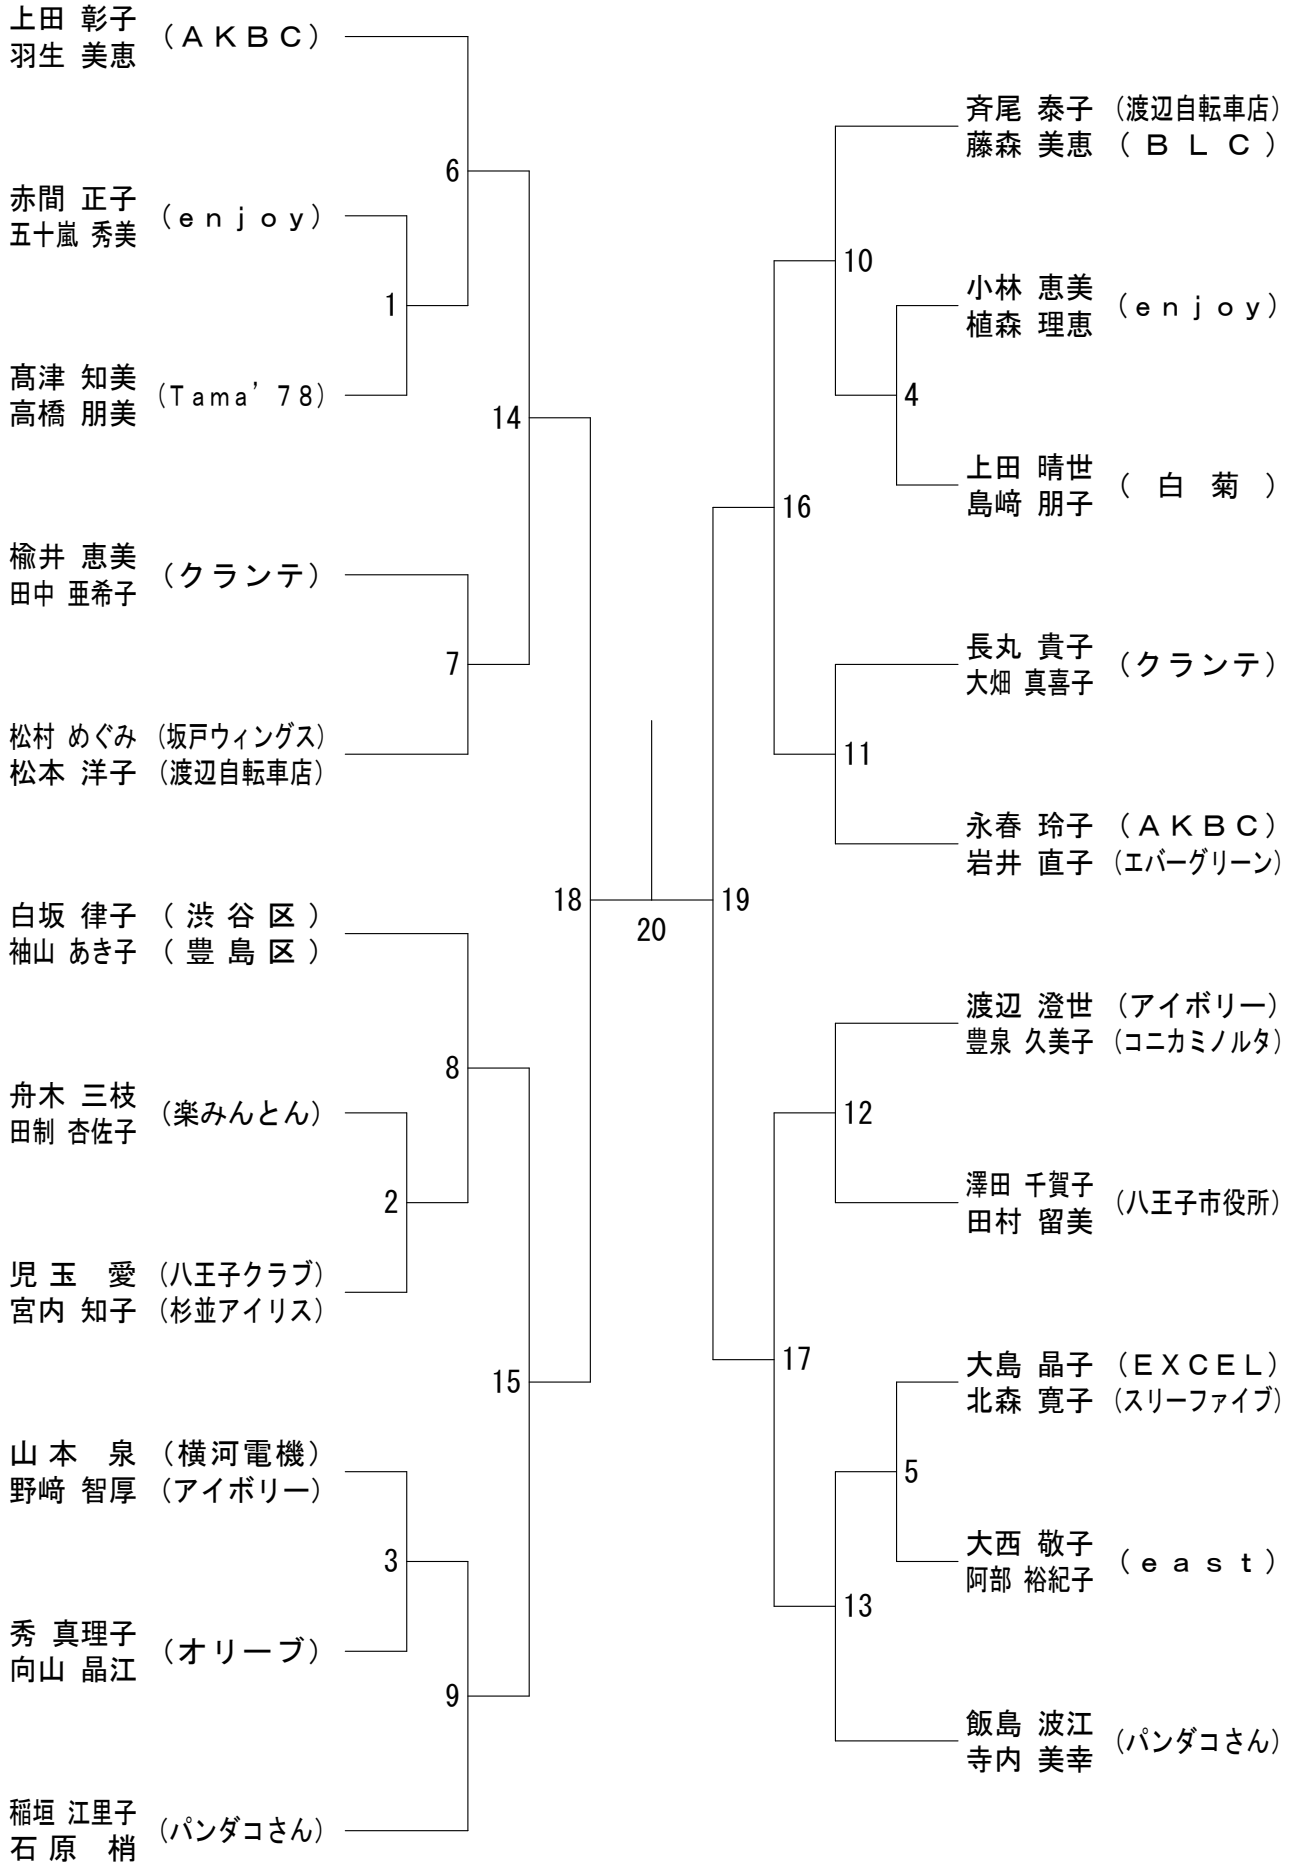 上田 彰子 (AKBC)
羽生 美恵
6
赤間 正子 (enjoy)
五十嵐 秀美
1
髙津 知美 (Tama’78)
高橋 朋美
14
楡井 恵美 (クランテ)
田中 亜希子
7
松村 めぐみ (坂戸ウィングス)
松本 洋子 (渡辺自転車店)
18
白坂 律子 (渋谷区)
袖山 あき子 (豊島区)
8
舟木 三枝 (楽みんとん)
田制 杏佐子
2
児玉 愛 (八王子クラブ)
宮内 知子 (杉並アイリス)
15
山本 泉 (横河電機)
野﨑 智厚 (アイボリー)
3
秀 真理子 (オリーブ)
向山 晶江
9
稲垣 江里子 (パンダコさん)
石原 梢
20
斉尾 泰子 (渡辺自転車店)
藤森 美恵 (BLC)
10
小林 恵美 (enjoy)
植森 理恵
4
上田 晴世 (白菊)
島﨑 朋子
16
長丸 貴子 (クランテ)
大畑 真喜子
11
永春 玲子 (AKBC)
岩井 直子 (エバーグリーン)
19
渡辺 澄世 (アイボリー)
豊泉 久美子 (コニカミノルタ)
12
澤田 千賀子 (八王子市役所)
田村 留美
17
大島 晶子 (EXCEL)
北森 寛子 (スリーファイブ)
5
大西 敬子 (east)
阿部 裕紀子
13
飯島 波江 (パンダコさん)
寺内 美幸